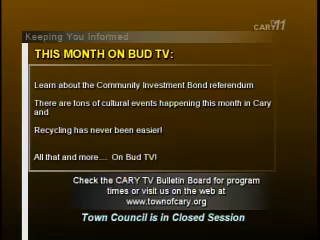 CARY TV 11
Keeping You Informed
THIS MONTH ON BUD TV:
Learn about the Community Investment Bond referendum
There are tons of cultural events happening this month in Cary
and
Recycling has never been easier!
All that and more.... On Bud TV!
Check the CARY TV Bulletin Board for program
times or visit us on the web at
www.townofcary.org
Town Council is in Closed Session